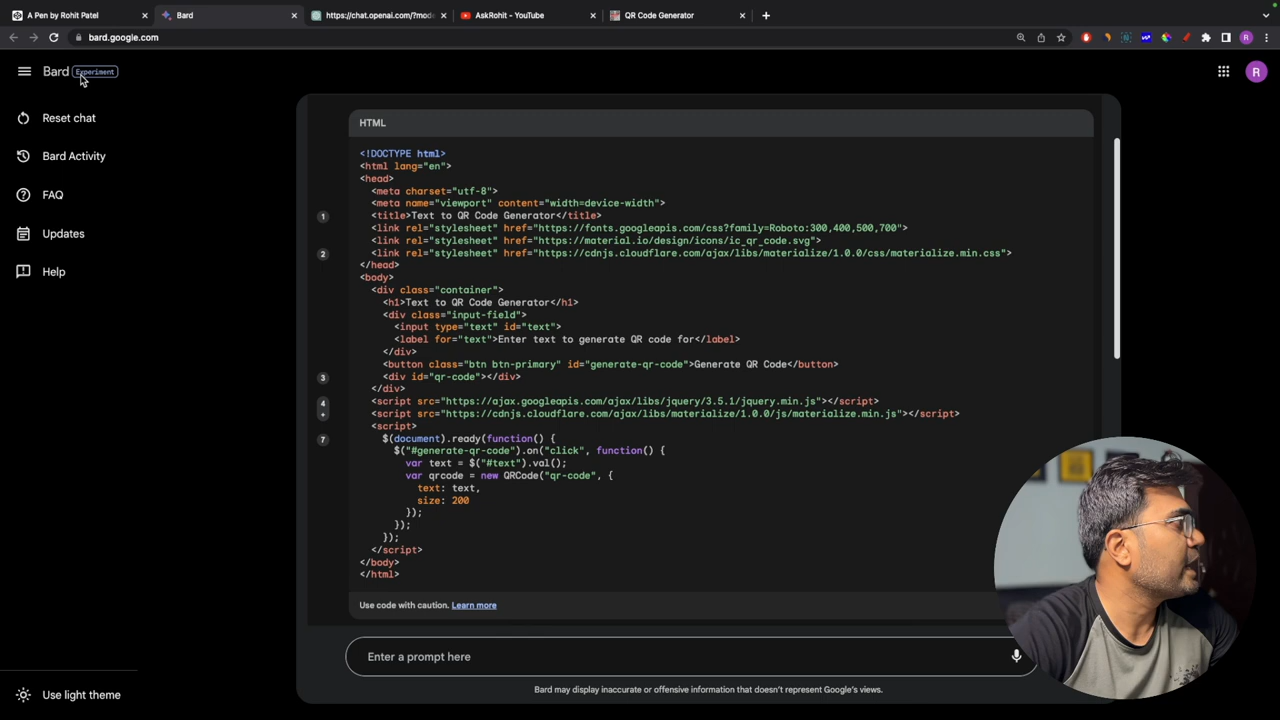 A Pen by Rohit Patel
Bard
https://chat.openai.com/?mode
AskRohit - YouTube
QR Code Generator
bard.google.com
R
Bard Experiment
R
Reset chat
Bard Activity
FAQ
Updates
Help
Use light theme
HTML
<!DOCTYPE html>
<html lang="en">
<head>
<meta charset="utf-8">
<meta name="viewport" content="width=device-width">
1 <title>Text to QR Code Generator</title>
<link rel="stylesheet" href="https://fonts.googleapis.com/css?family=Roboto:300,400,500,700">
<link rel="stylesheet" href="https://material.io/design/icons/ic_qr_code.svg">
2 <link rel="stylesheet" href="https://cdnjs.cloudflare.com/ajax/libs/materialize/1.0.0/css/materialize.min.css">
</head>
<body>
<div class="container">
<h1>Text to QR Code Generator</h1>
<div class="input-field">
<input type="text" id="text">
<label for="text">Enter text to generate QR code for</label>
</div>
<button class="btn btn-primary" id="generate-qr-code">Generate QR Code</button>
3 <div id="qr-code"></div>
</div>
4 <script src="https://ajax.googleapis.com/ajax/libs/jquery/3.5.1/jquery.min.js"></script>
<script src="https://cdnjs.cloudflare.com/ajax/libs/materialize/1.0.0/js/materialize.min.js"></script>
<script>
7 $(document).ready(function() {
$("#generate-qr-code").on("click", function() {
var text = $("#text").val();
var qrcode = new QRCode("qr-code", {
text: text,
size: 200
});
});
});
</script>
</body>
</html>
Use code with caution. Learn more
Enter a prompt here
Bard may display inaccurate or offensive information that doesn't represent Google's views.